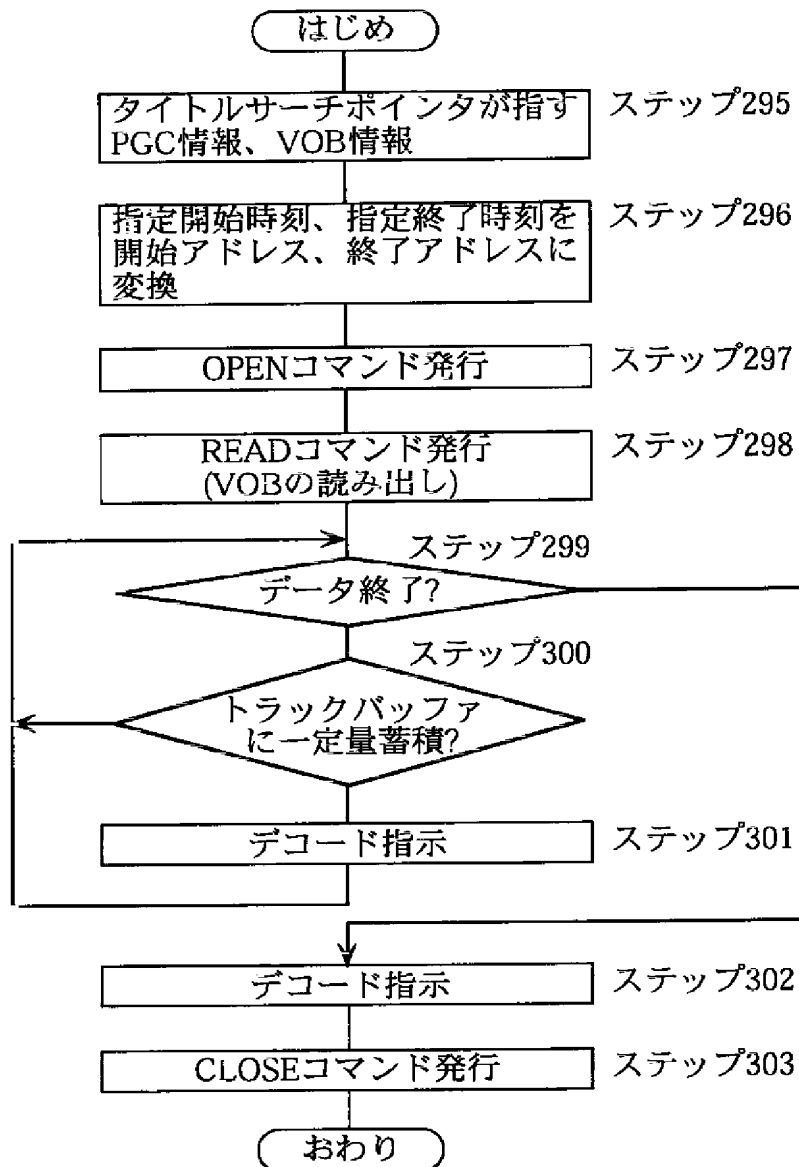 はじめ
タイトルサーチポインタが指す
PGC情報、VOB情報
ステップ295
指定開始時刻、指定終了時刻を
開始アドレス、終了アドレスに
変換
ステップ296
OPENコマンド発行
ステップ297
READコマンド発行
(VOBの読み出し)
ステップ298
ステップ299
データ終了?
ステップ300
トラックバッファ
に一定量蓄積?
デコード指示
ステップ301
デコード指示
ステップ302
CLOSEコマンド発行
ステップ303
おわり